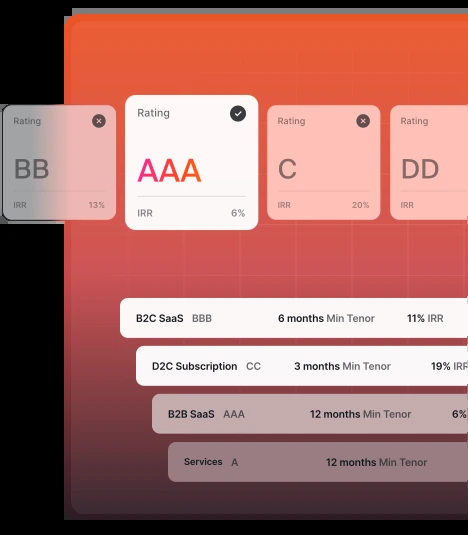 Rating
BB
IRR 13%
Rating
AAA
IRR 6%
Rating
C
IRR 20%
Rating
DD
IRR
B2C SaaS BBB 6 months Min Tenor 11% IRR
D2C Subscription CC 3 months Min Tenor 19% IRR
B2B SaaS AAA 12 months Min Tenor 6%
Services A 12 months Min Tenor